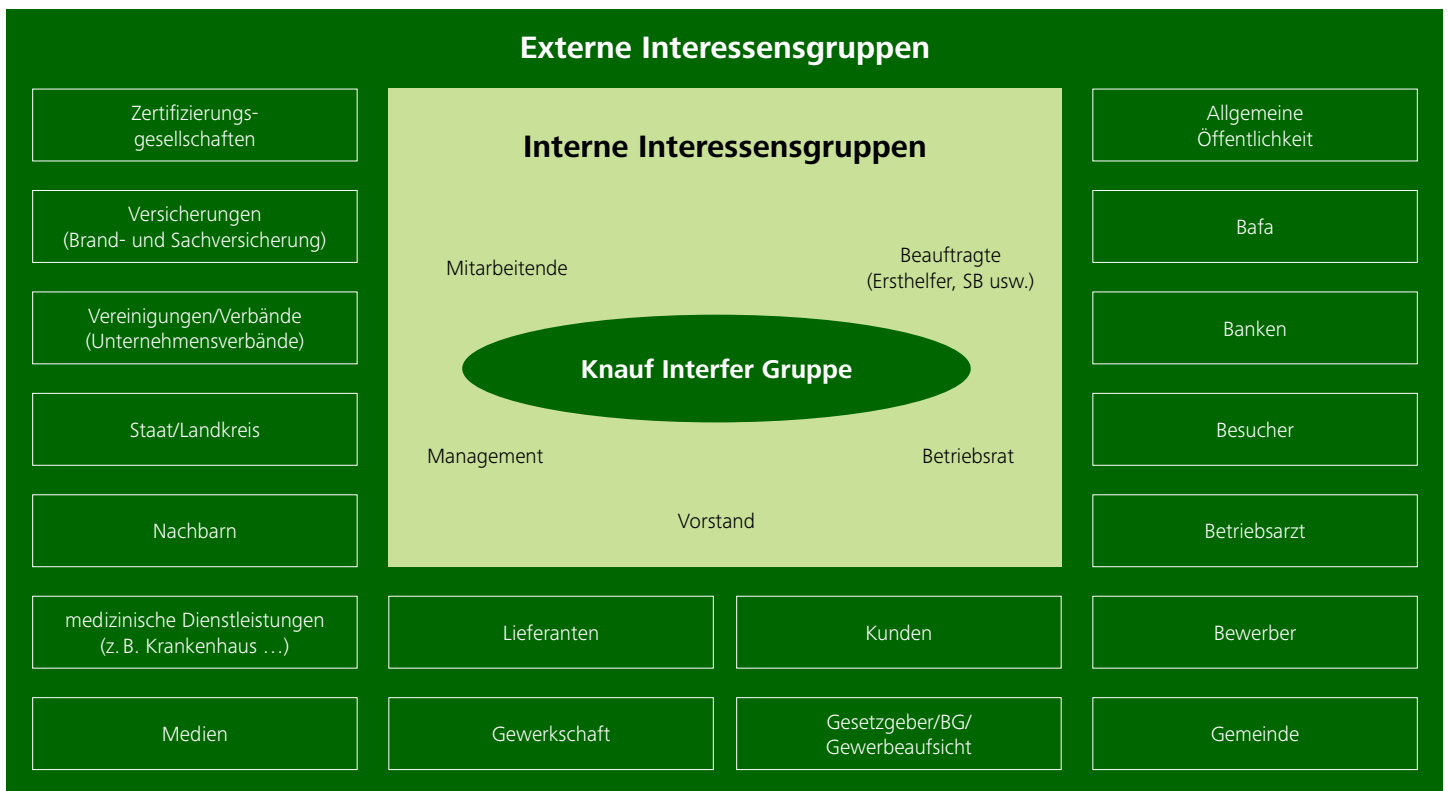 Externe Interessensgruppen
Zertifizierungs-
gesellschaften
Versicherungen
(Brand- und Sachversicherung)
Vereinigungen/Verbände
(Unternehmensverbände)
Staat/Landkreis
Nachbarn
medizinische Dienstleistungen
(z. B. Krankenhaus …)
Medien
Interne Interessensgruppen
Mitarbeitende
Beauftragte
(Ersthelfer, SB usw.)
Knauf Interfer Gruppe
Management
Betriebsrat
Vorstand
Lieferanten
Kunden
Gewerkschaft
Gesetzgeber/BG/
Gewerbeaufsicht
Allgemeine
Öffentlichkeit
Bafa
Banken
Besucher
Betriebsarzt
Bewerber
Gemeinde